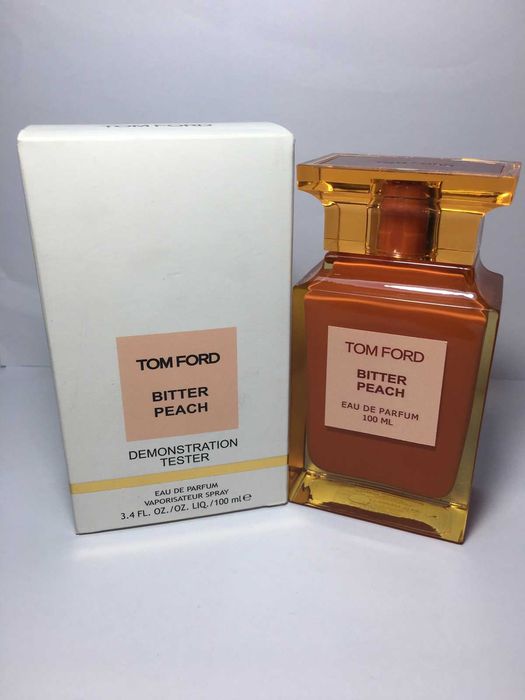 TOM FORD
TOM FORD
BITTER
PEACH
DEMONSTRATION
TESTER
EAU DE PARFUM
VAPORISATEUR SPRAY
3.4 FL. OZ./OZ. LIQ./100 ml℮
TOM FORD
BITTER
PEACH
EAU DE PARFUM
100 ML